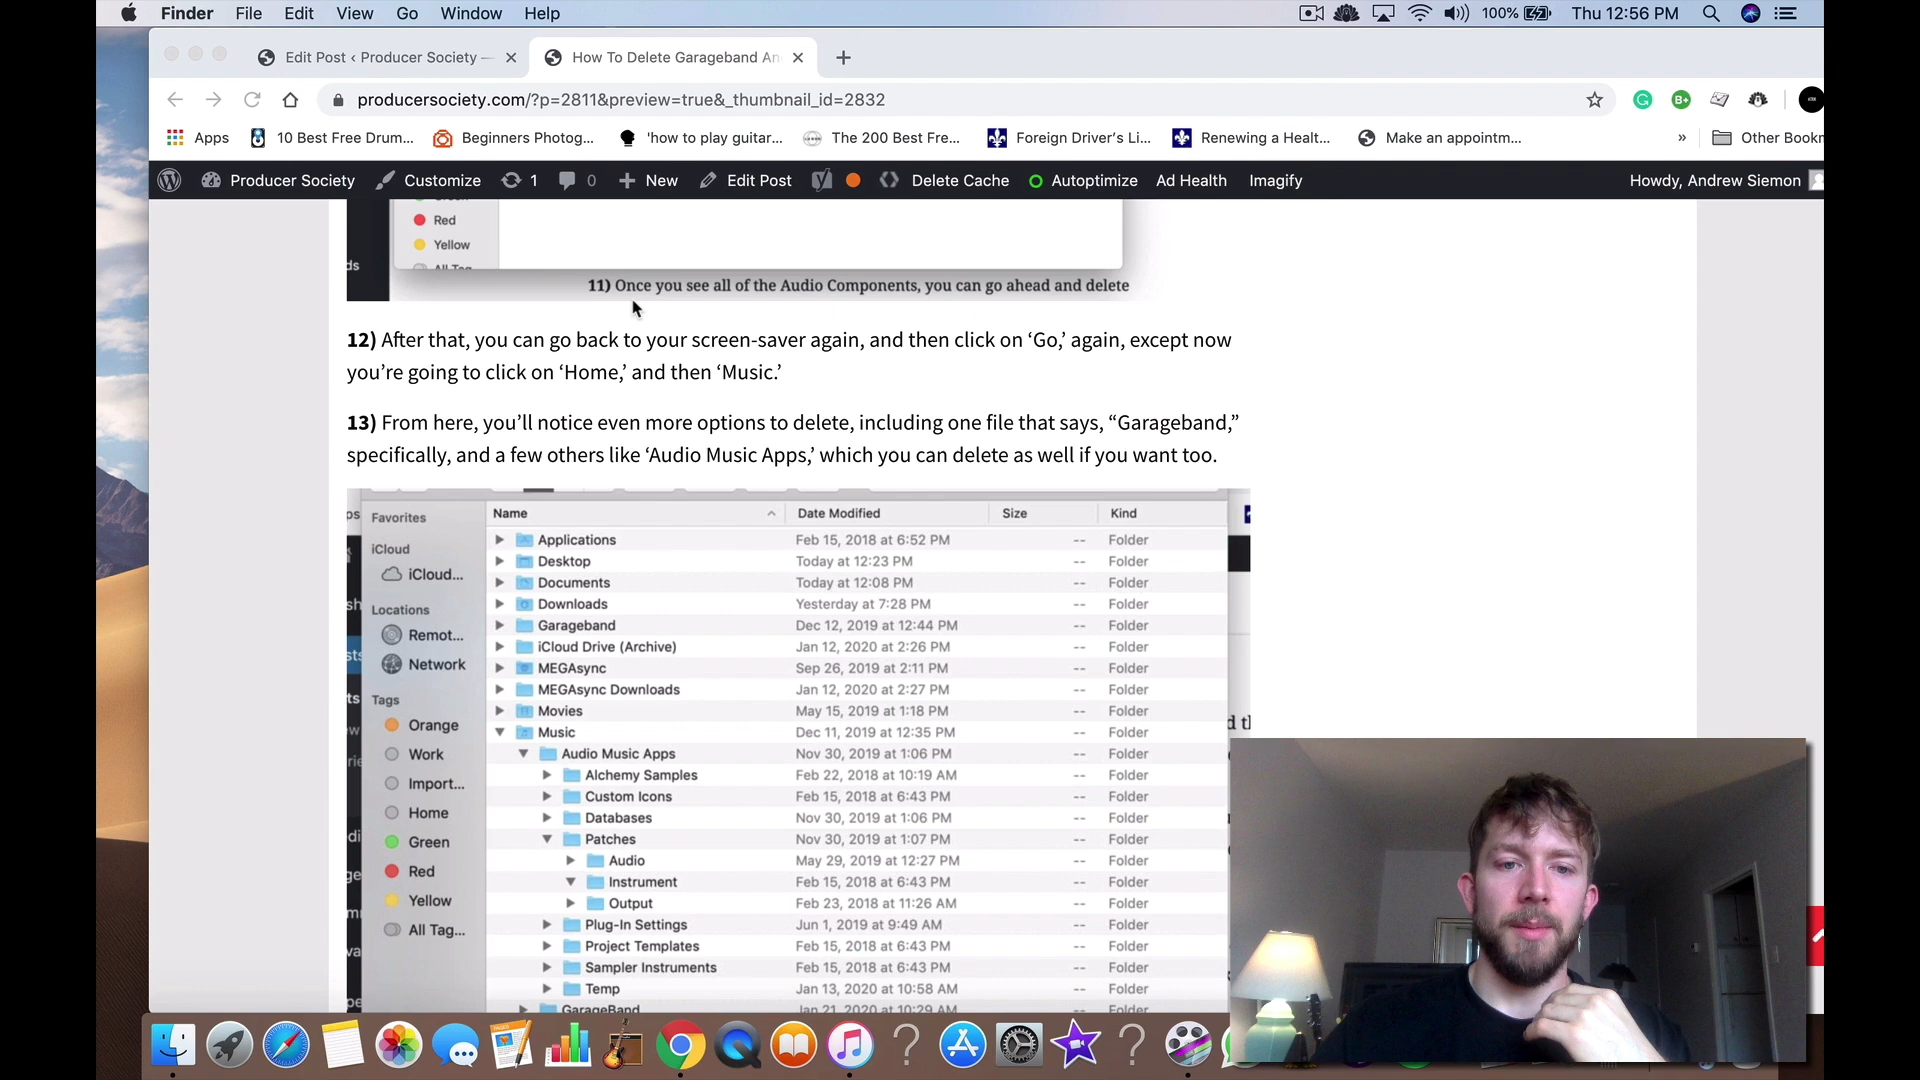 Finder File Edit View Go Window Help 100% Thu 12:56 PM
Edit Post ‹ Producer Society — How To Delete Garageband An
producersociety.com/?p=2811&preview=true&_thumbnail_id=2832
Apps 10 Best Free Drum... Beginners Photog... 'how to play guitar... The 200 Best Fre... Foreign Driver's Li... Renewing a Healt... Make an appointm... » Other Bookm
Producer Society Customize 1 0 New Edit Post Delete Cache Autoptimize Ad Health Imagify Howdy, Andrew Siemon
Red
Yellow
ds
11) Once you see all of the Audio Components, you can go ahead and delete
12) After that, you can go back to your screen-saver again, and then click on ‘Go,’ again, except now
you’re going to click on ‘Home,’ and then ‘Music.’
13) From here, you’ll notice even more options to delete, including one file that says, “Garageband,”
specifically, and a few others like ‘Audio Music Apps,’ which you can delete as well if you want too.
Favorites
iCloud
iCloud...
Locations
Remot...
Network
Tags
Orange
Work
Import...
Home
Green
Red
Yellow
All Tag...
Name Date Modified Size Kind
Applications Feb 15, 2018 at 6:52 PM -- Folder
Desktop Today at 12:23 PM -- Folder
Documents Today at 12:08 PM -- Folder
Downloads Yesterday at 7:28 PM -- Folder
Garageband Dec 12, 2019 at 12:44 PM -- Folder
iCloud Drive (Archive) Jan 12, 2020 at 2:26 PM -- Folder
MEGAsync Sep 26, 2019 at 2:11 PM -- Folder
MEGAsync Downloads Jan 12, 2020 at 2:27 PM -- Folder
Movies May 15, 2019 at 1:18 PM -- Folder
Music Dec 11, 2019 at 12:35 PM -- Folder
Audio Music Apps Nov 30, 2019 at 1:06 PM -- Folder
Alchemy Samples Feb 22, 2018 at 10:19 AM -- Folder
Custom Icons Feb 15, 2018 at 6:43 PM -- Folder
Databases Nov 30, 2019 at 1:06 PM -- Folder
Patches Nov 30, 2019 at 1:07 PM -- Folder
Audio May 29, 2019 at 12:27 PM -- Folder
Instrument Feb 15, 2018 at 6:43 PM -- Folder
Output Feb 23, 2018 at 11:26 AM -- Folder
Plug-In Settings Jun 1, 2019 at 9:49 AM -- Folder
Project Templates Feb 15, 2018 at 6:43 PM -- Folder
Sampler Instruments Feb 15, 2018 at 6:43 PM -- Folder
Temp Jan 13, 2020 at 10:58 AM -- Folder
GarageBand Jan 21, 2020 at 10:29 AM -- Folder